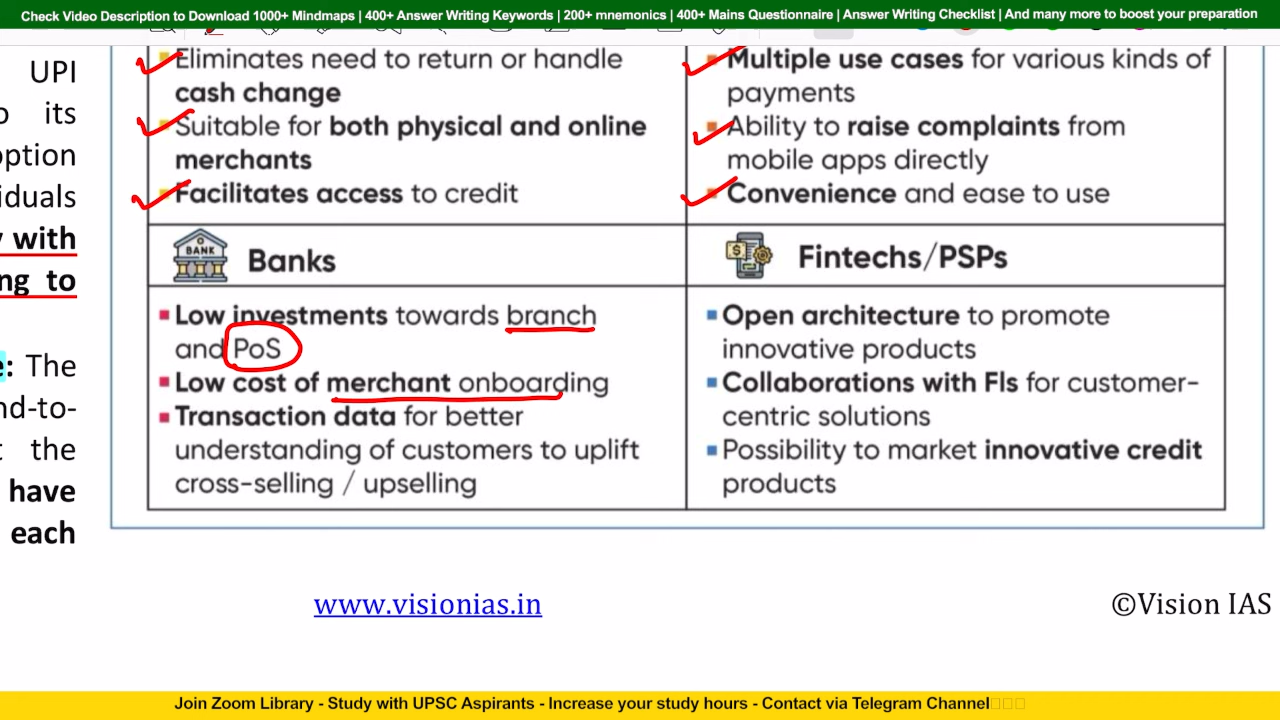 Check Video Description to Download 1000+ Mindmaps | 400+ Answer Writing Keywords | 200+ mnemonics | 400+ Mains Questionnaire | Answer Writing Checklist | And many more to boost your preparation
UPI
its
with
to
: The
the
have
each
Eliminates need to return or handle
cash change
Suitable for both physical and online
merchants
Facilitates access to credit
Multiple use cases for various kinds of
payments
Ability to raise complaints from
mobile apps directly
Convenience and ease to use
BANK
Banks
Fintechs/PSPs
Low investments towards branch
and PoS
Low cost of merchant onboarding
Transaction data for better
understanding of customers to uplift
cross-selling / upselling
Open architecture to promote
innovative products
Collaborations with FIs for customer-
centric solutions
Possibility to market innovative credit
products
www.visionias.in
©Vision IAS
Join Zoom Library - Study with UPSC Aspirants - Increase your study hours - Contact via Telegram Channel